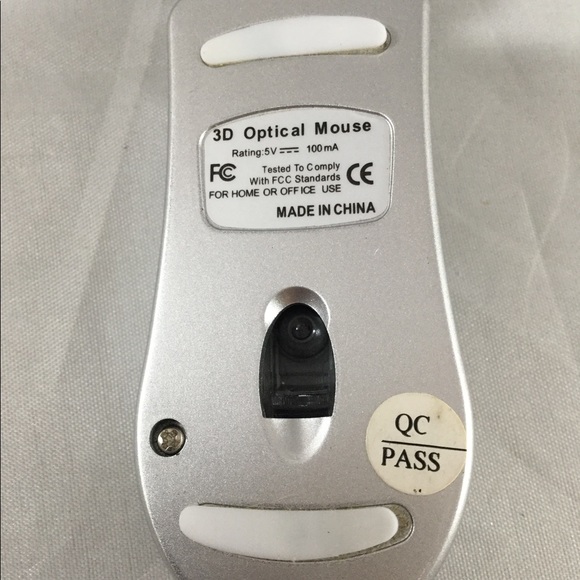 3D Optical Mouse
Rating:5V 100mA
FC Tested To Comply
With FCC Standards CE
FOR HOME OR OFFICE USE
MADE IN CHINA
QC
PASS